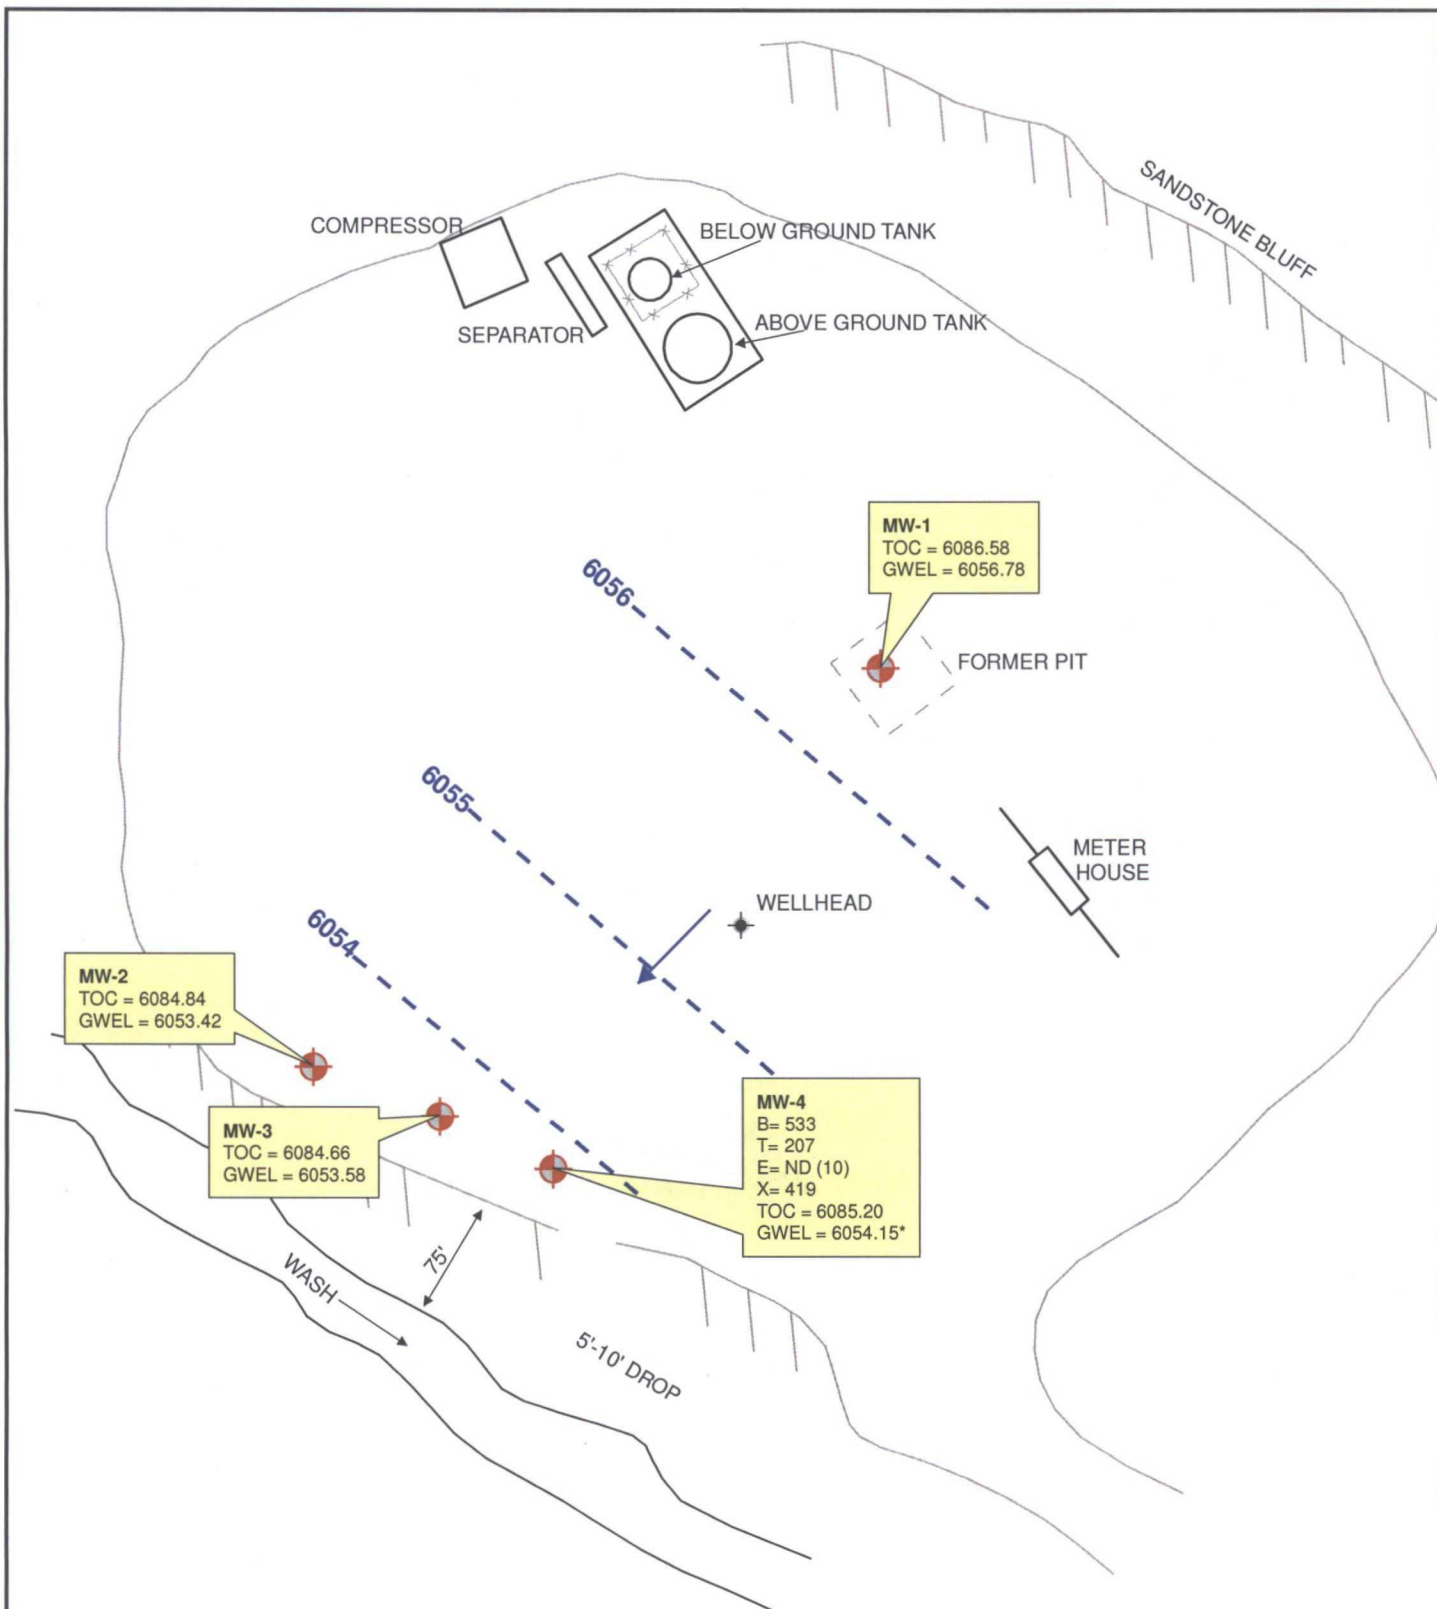 SANDSTONE BLUFF
COMPRESSOR
BELOW GROUND TANK
SEPARATOR
ABOVE GROUND TANK
MW-1
TOC = 6086.58
GWEL = 6056.78
6056
FORMER PIT
6055
METER
HOUSE
WELLHEAD
6054
MW-2
TOC = 6084.84
GWEL = 6053.42
MW-3
TOC = 6084.66
GWEL = 6053.58
MW-4
B= 533
T= 207
E= ND (10)
X= 419
TOC = 6085.20
GWEL = 6054.15*
75'
WASH
5'-10' DROP